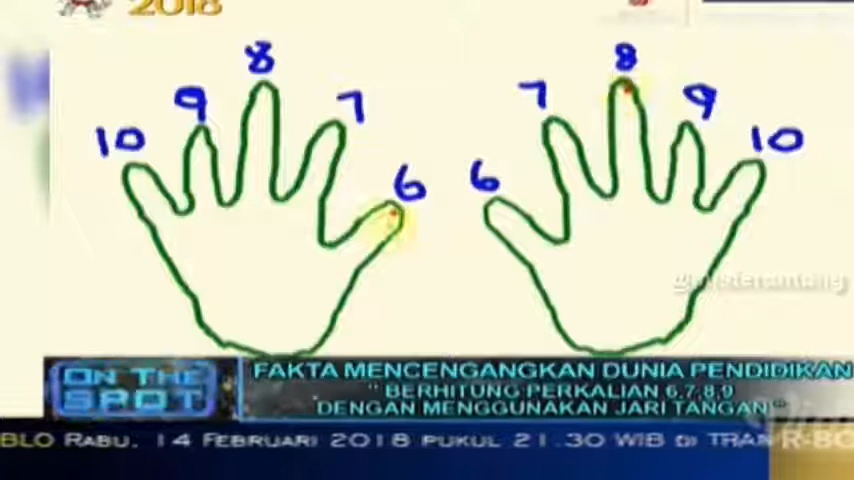 2018
8 8
9 7 7 9
10 10
6 6
ON THE
SPOT
FAKTA MENCENGANGKAN DUNIA PENDIDIKAN
" BERHITUNG PERKALIAN 6,7,8,9
DENGAN MENGGUNAKAN JARI TANGAN "
BLO RABU, 14 FEBRUARI 2018 PUKUL 21.30 WIB di TRAN